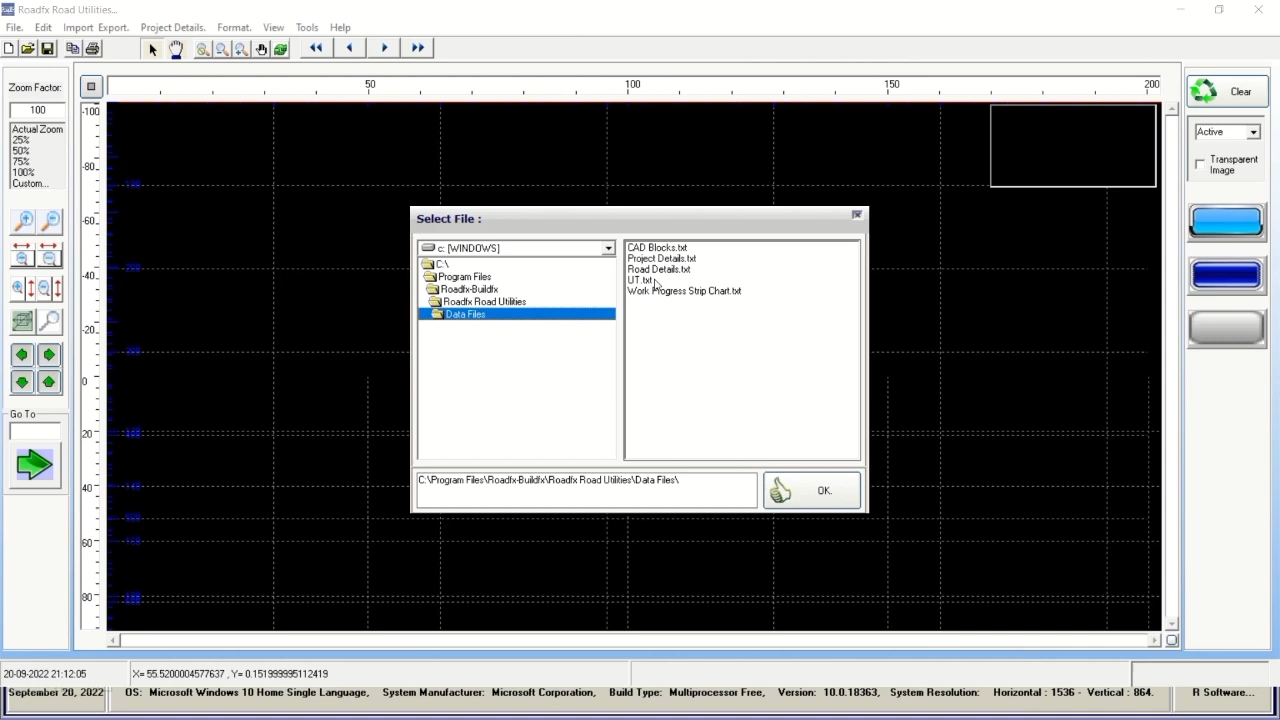 Roadfx Road Utilities...
File. Edit Import Export. Project Details. Format. View Tools Help
Zoom Factor:
100
Actual Zoom
25%
50%
75%
100%
Custom...
Go To
50 100 150 200
-100
-80
-60
-40
-20
0
20
40
60
80
Select File :
c: [WINDOWS]
C:\
Program Files
Roadfx-Buildfx
Roadfx Road Utilities
Data Files
CAD Blocks.txt
Project Details.txt
Road Details.txt
UT.txt
Work Progress Strip Chart.txt
C:\Program Files\Roadfx-Buildfx\Roadfx Road Utilities\Data Files\
OK.
Clear
Active
Transparent
Image
20-09-2022 21:12:05 X= 55.5200004577637 , Y= 0.151999995112419
September 20, 2022 OS: Microsoft Windows 10 Home Single Language, System Manufacturer: Microsoft Corporation, Build Type: Multiprocessor Free, Version: 10.0.18363, System Resolution: Horizontal : 1536 - Vertical : 864. R Software...